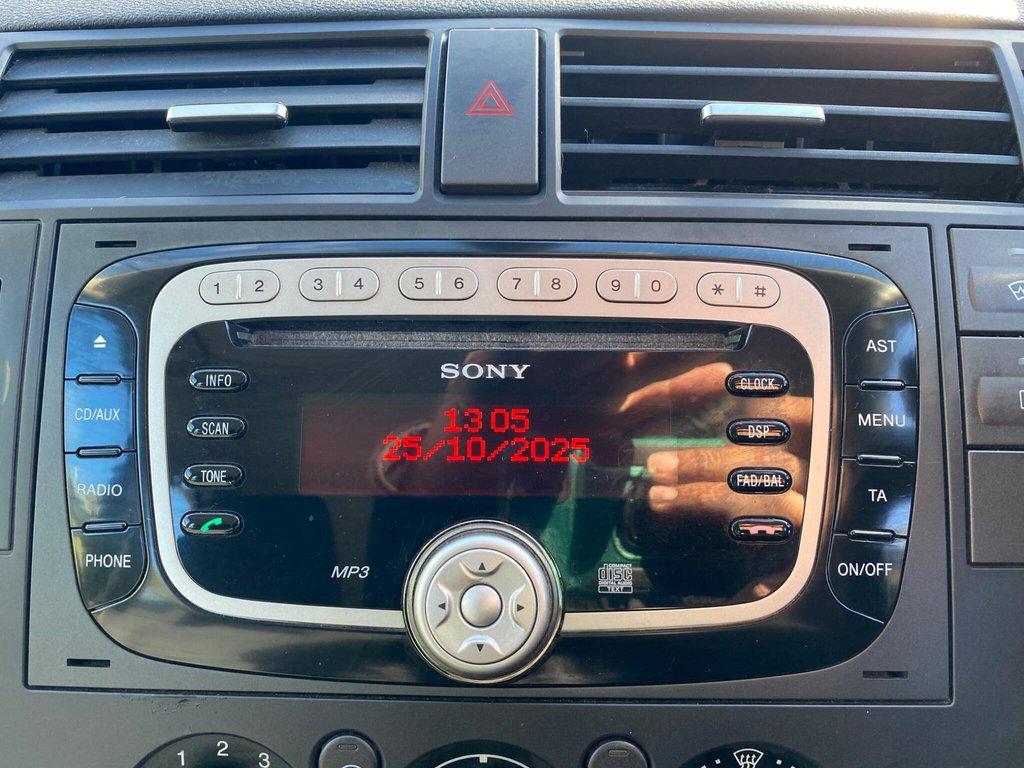 1 2 3 4 5 6 7 8 9 0 * #
SONY
AST
INFO
CLOCK
CD/AUX
13 05
MENU
SCAN
25/10/2025
DSP
RADIO
TONE
FAD/BAL
TA
PHONE
MP3
COMPACT
disc
DIGITAL AUDIO
TEXT
ON/OFF
1 2 3